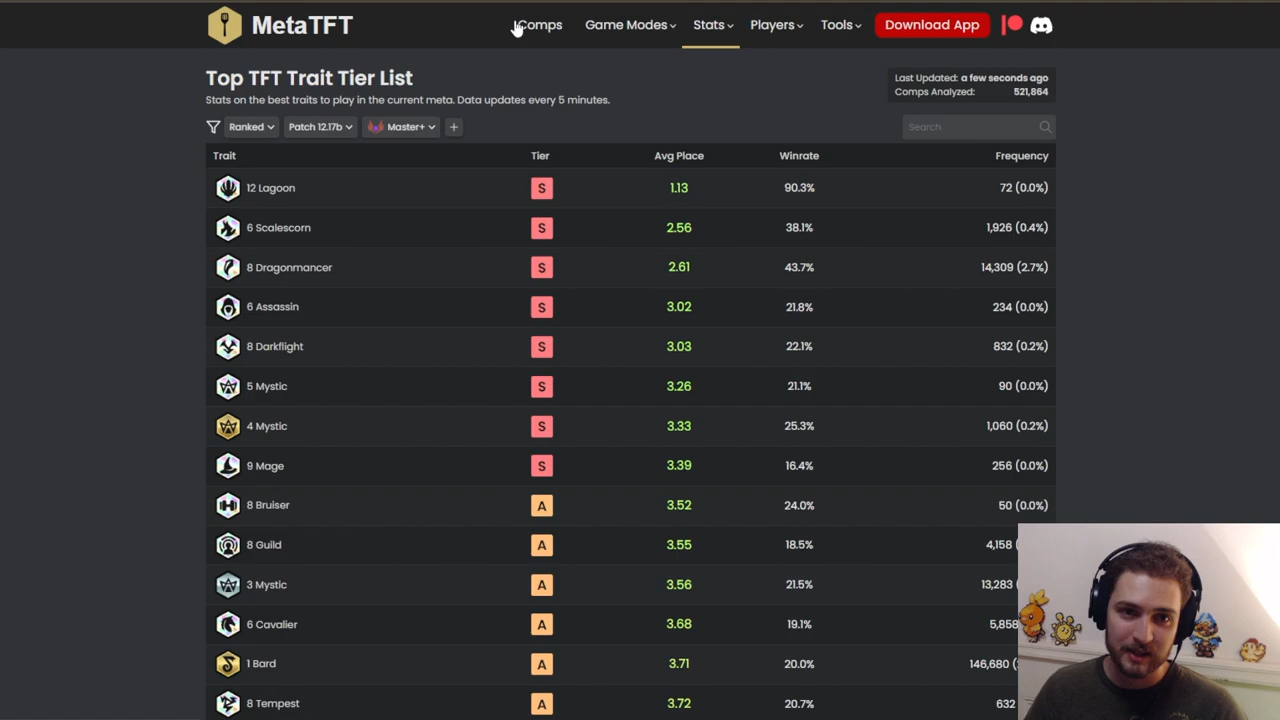 MetaTFT
Comps
Game Modes
Stats
Players
Tools
Download App
Top TFT Trait Tier List
Stats on the best traits to play in the current meta. Data updates every 5 minutes.
Last Updated: a few seconds ago
Comps Analyzed: 521,864
Ranked
Patch 12.17b
Master+
+
Search
Trait Tier Avg Place Winrate Frequency
12 Lagoon S 1.13 90.3% 72 (0.0%)
6 Scalescorn S 2.56 38.1% 1,926 (0.4%)
8 Dragonmancer S 2.61 43.7% 14,309 (2.7%)
6 Assassin S 3.02 21.8% 234 (0.0%)
8 Darkflight S 3.03 22.1% 832 (0.2%)
5 Mystic S 3.26 21.1% 90 (0.0%)
4 Mystic S 3.33 25.3% 1,060 (0.2%)
9 Mage S 3.39 16.4% 256 (0.0%)
8 Bruiser A 3.52 24.0% 50 (0.0%)
8 Guild A 3.55 18.5% 4,158
3 Mystic A 3.56 21.5% 13,283
6 Cavalier A 3.68 19.1% 5,858
1 Bard A 3.71 20.0% 146,680
8 Tempest A 3.72 20.7% 632